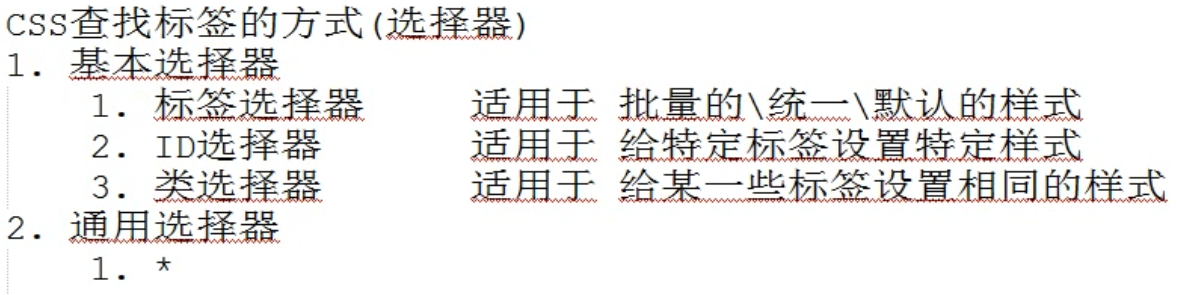 CSS查找标签的方式(选择器)
1. 基本选择器
1. 标签选择器 适用于 批量的\统一\默认的样式
2. ID选择器 适用于 给特定标签设置特定样式
3. 类选择器 适用于 给某一些标签设置相同的样式
2. 通用选择器
1. *